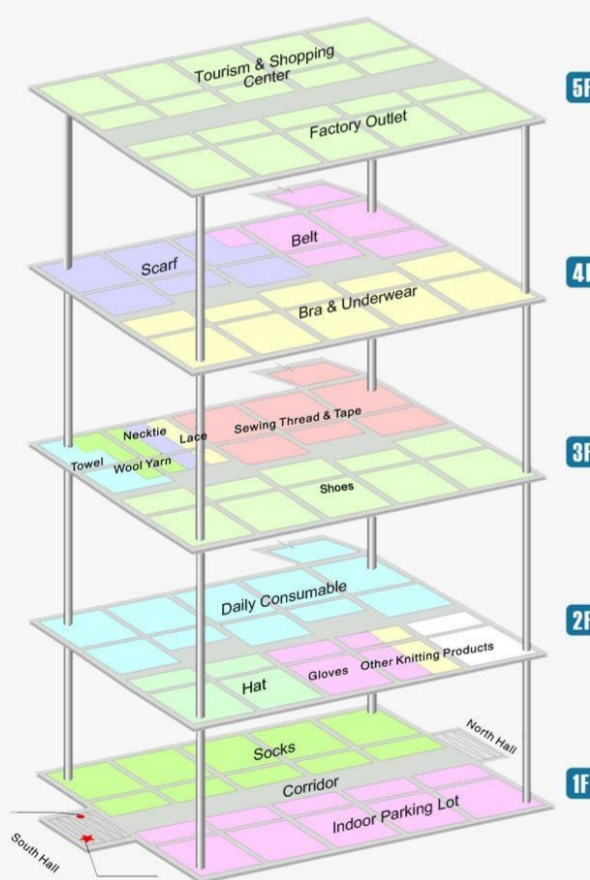 Tourism & Shopping
Center
Factory Outlet
5F
Scarf
Belt
Bra & Underwear
Towel
Necktie
Wool Yarn
Lace
Sewing Thread & Tape
Shoes
3F
Daily Consumable
Hat
Gloves
Other Knitting Products
2F
Socks
North Hall
Corridor
Indoor Parking Lot
1F
South Hall